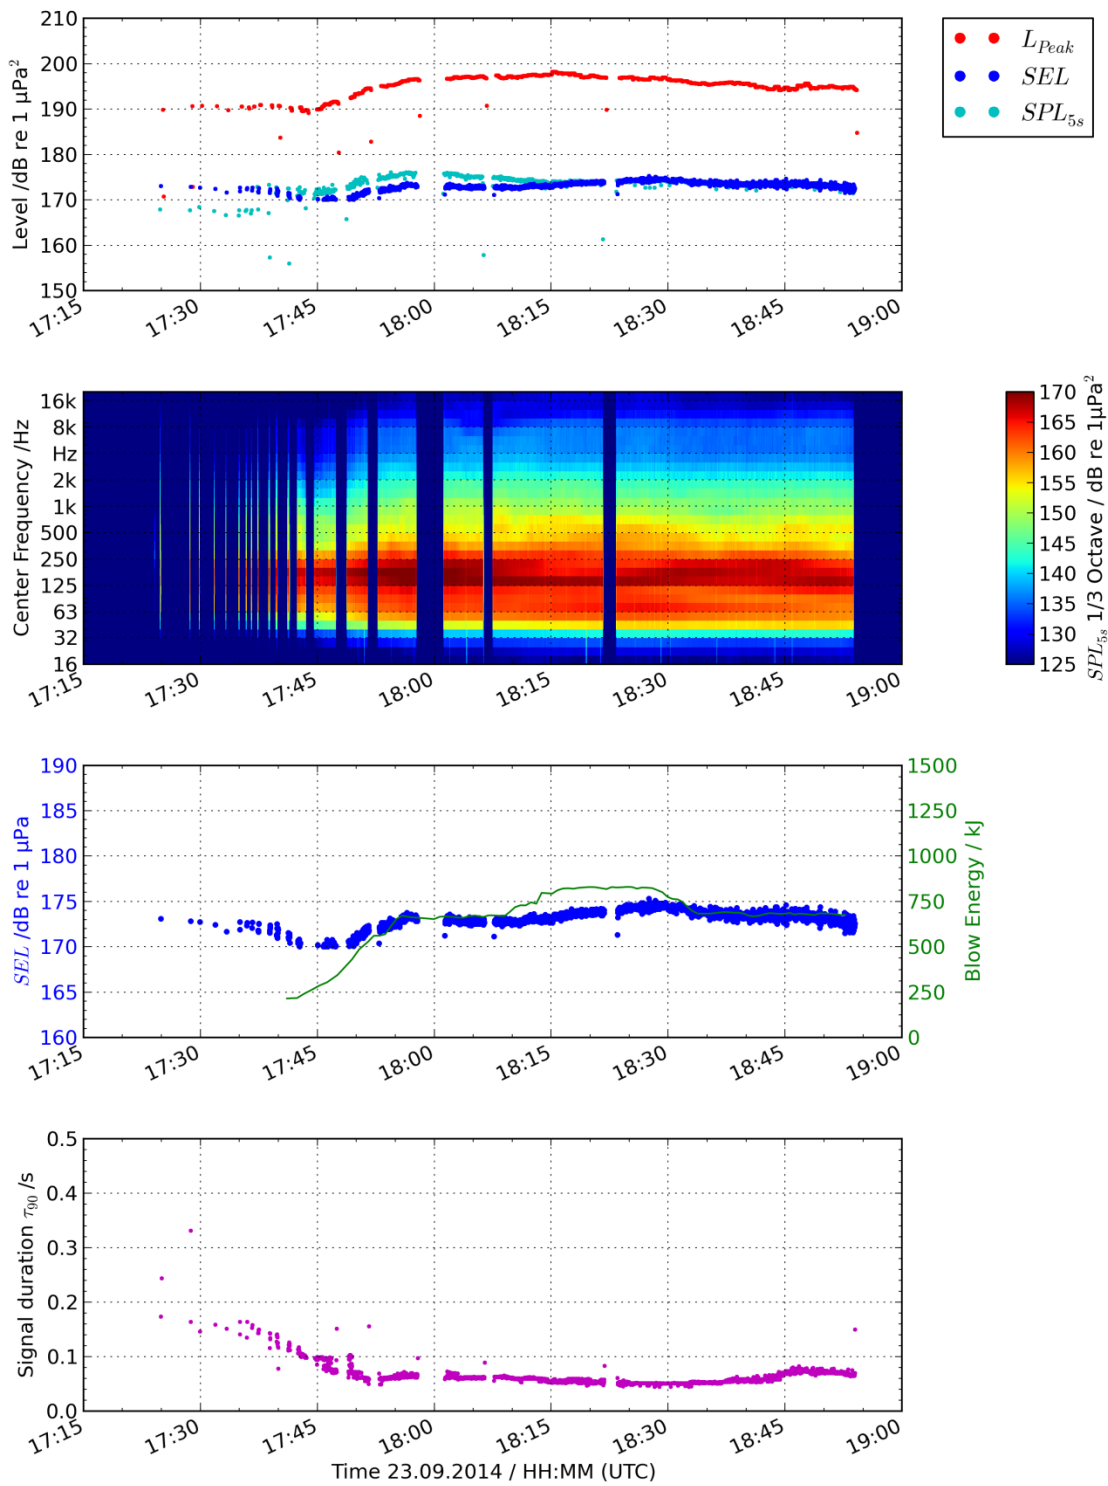 210
200
190
180
170
160
150
Level /dB re 1 µPa²
17:15 17:30 17:45 18:00 18:15 18:30 18:45 19:00
L_Peak
SEL
SPL_5s
16k
8k
Hz
2k
1k
500
250
125
63
32
16
Center Frequency /Hz
17:15 17:30 17:45 18:00 18:15 18:30 18:45 19:00
170
165
160
155
150
145
140
135
130
125
SPL_5s 1/3 Octave / dB re 1µPa²
190
185
180
175
170
165
160
SEL /dB re 1 µPa
1500
1250
1000
750
500
250
0
Blow Energy / kJ
17:15 17:30 17:45 18:00 18:15 18:30 18:45 19:00
0.5
0.4
0.3
0.2
0.1
0.0
Signal duration τ_90 /s
17:15 17:30 17:45 18:00 18:15 18:30 18:45 19:00
Time 23.09.2014 / HH:MM (UTC)